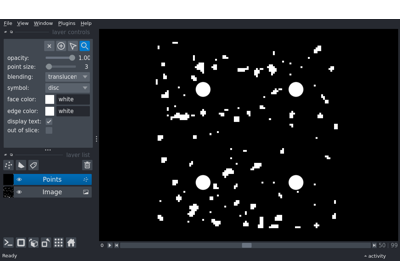 File View Window Plugins Help
layer controls
opacity: 1.00
point size: 3
blending: translucen
symbol: disc
face color: white
edge color: white
display text:
out of slice:
layer list
Points
Image
0 50 99
Ready activity